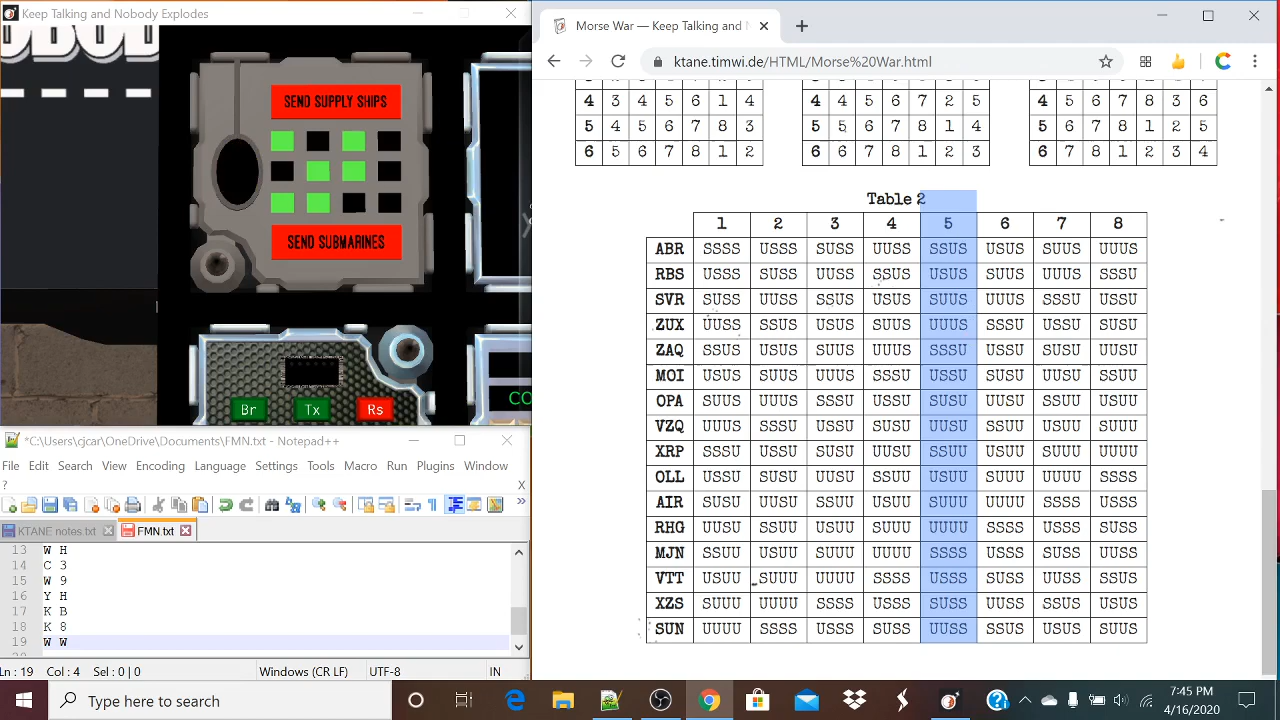 Keep Talking and Nobody Explodes
SEND SUPPLY SHIPS
SEND SUBMARINES
Br Tx Rs
CO
*C:\Users\cjcar\OneDrive\Documents\FMN.txt - Notepad++
File Edit Search View Encoding Language Settings Tools Macro Run Plugins Window
? X
KTANE notes.txt FMN.txt
13 W H
14 C 3
15 W 9
16 Y H
17 K B
18 K 8
19 W W
Ln : 19 Col : 4 Sel : 0 | 0 Windows (CR LF) UTF-8 IN
Morse War — Keep Talking and N
ktane.timwi.de/HTML/Morse%20War.html
4 3 4 5 6 1 4
5 4 5 6 7 8 3
6 5 6 7 8 1 2
4 4 5 6 7 2 5
5 5 6 7 8 1 4
6 6 7 8 1 2 3
4 5 6 7 8 3 6
5 6 7 8 1 2 5
6 7 8 1 2 3 4
Table 2
1 2 3 4 5 6 7 8
ABR SSSS USSS SUSS UUSS SSUS USUS SUUS UUUS
RBS USSS SUSS UUSS SSUS USUS SUUS UUUS SSSU
SVR SUSS UUSS SSUS USUS SUUS UUUS SSSU USSU
ZUX UUSS SSUS USUS SUUS UUUS SSSU USSU SUSU
ZAQ SSUS USUS SUUS UUUS SSSU USSU SUSU UUSU
MOI USUS SUUS UUUS SSSU USSU SUSU UUSU SSUU
OPA SUUS UUUS SSSU USSU SUSU UUSU SSUU USUU
VZQ UUUS SSSU USSU SUSU UUSU SSUU USUU SUUU
XRP SSSU USSU SUSU UUSU SSUU USUU SUUU UUUU
OLL USSU SUSU UUSU SSUU USUU SUUU UUUU SSSS
AIR SUSU UUSU SSUU USUU SUUU UUUU SSSS USSS
RHG UUSU SSUU USUU SUUU UUUU SSSS USSS SUSS
MJN SSUU USUU SUUU UUUU SSSS USSS SUSS UUSS
VTT USUU SUUU UUUU SSSS USSS SUSS UUSS SSUS
XZS SUUU UUUU SSSS USSS SUSS UUSS SSUS USUS
SUN UUUU SSSS USSS SUSS UUSS SSUS USUS SUUS
Type here to search
7:45 PM
4/16/2020